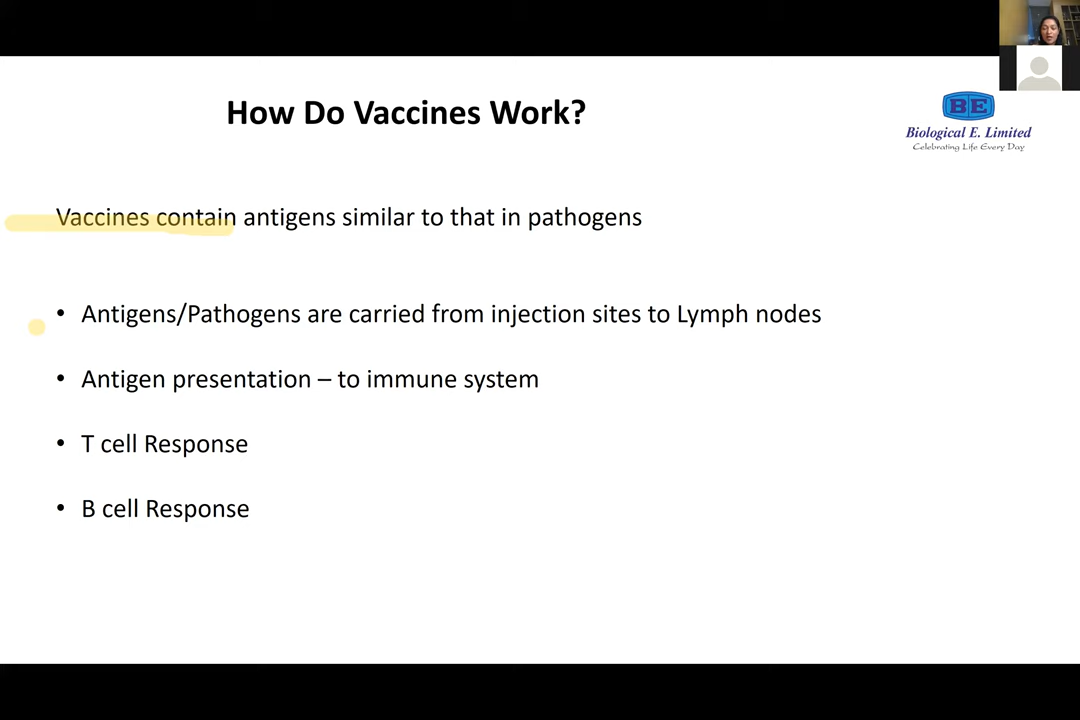 How Do Vaccines Work?
BE
Biological E. Limited
Celebrating Life Every Day
Vaccines contain antigens similar to that in pathogens
• Antigens/Pathogens are carried from injection sites to Lymph nodes
• Antigen presentation – to immune system
• T cell Response
• B cell Response